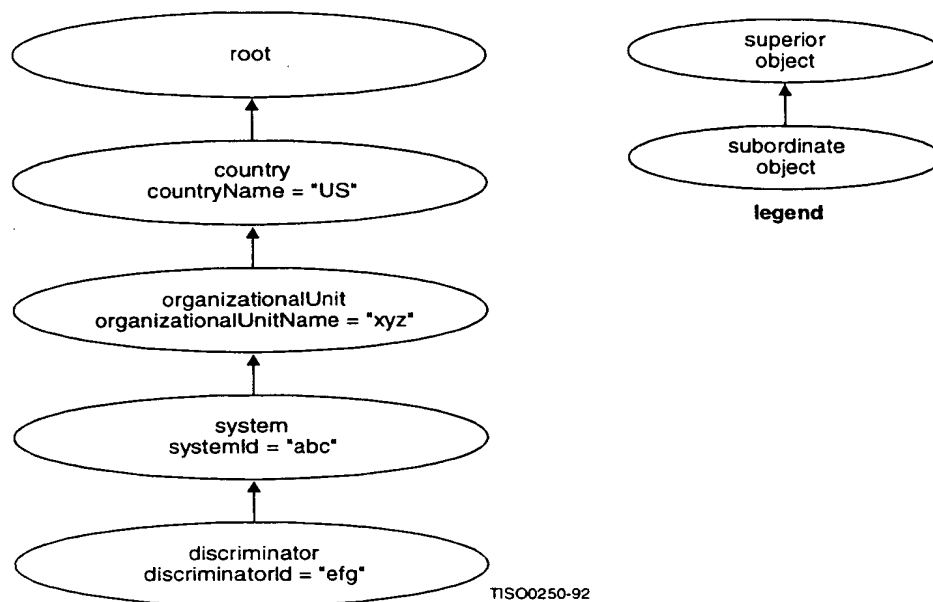 root
country
countryName = "US"
organizationalUnit
organizationalUnitName = "xyz"
system
systemId = "abc"
discriminator
discriminatorId = "efg"
superior
object
subordinate
object
legend
TISO0250-92